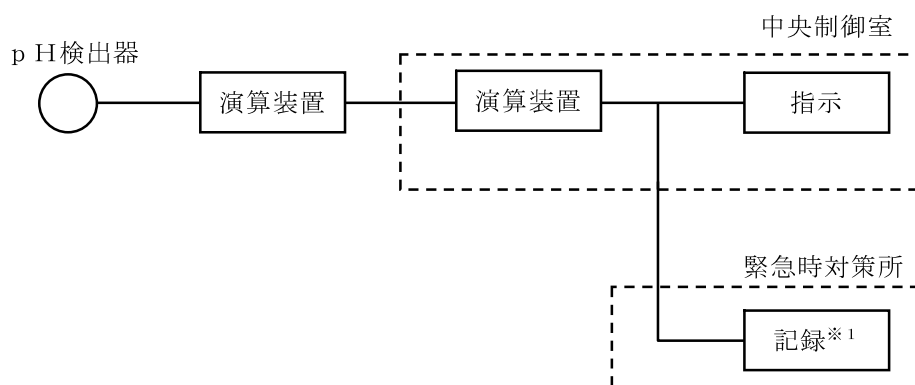 中央制御室
pH検出器
演算装置
演算装置
指示
緊急時対策所
記録※1